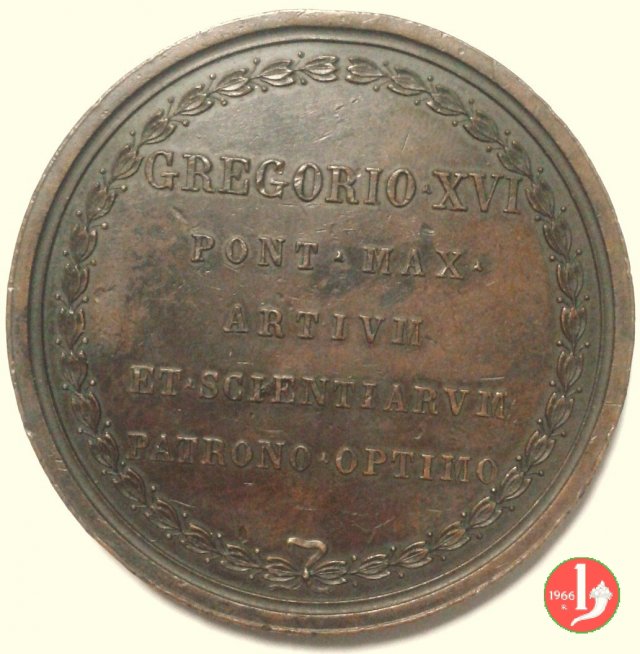 GREGORIO · XVI
PONT · MAX ·
ARTIVM
ET · SCIENTIARVM
PATRONO · OPTIMO
1966